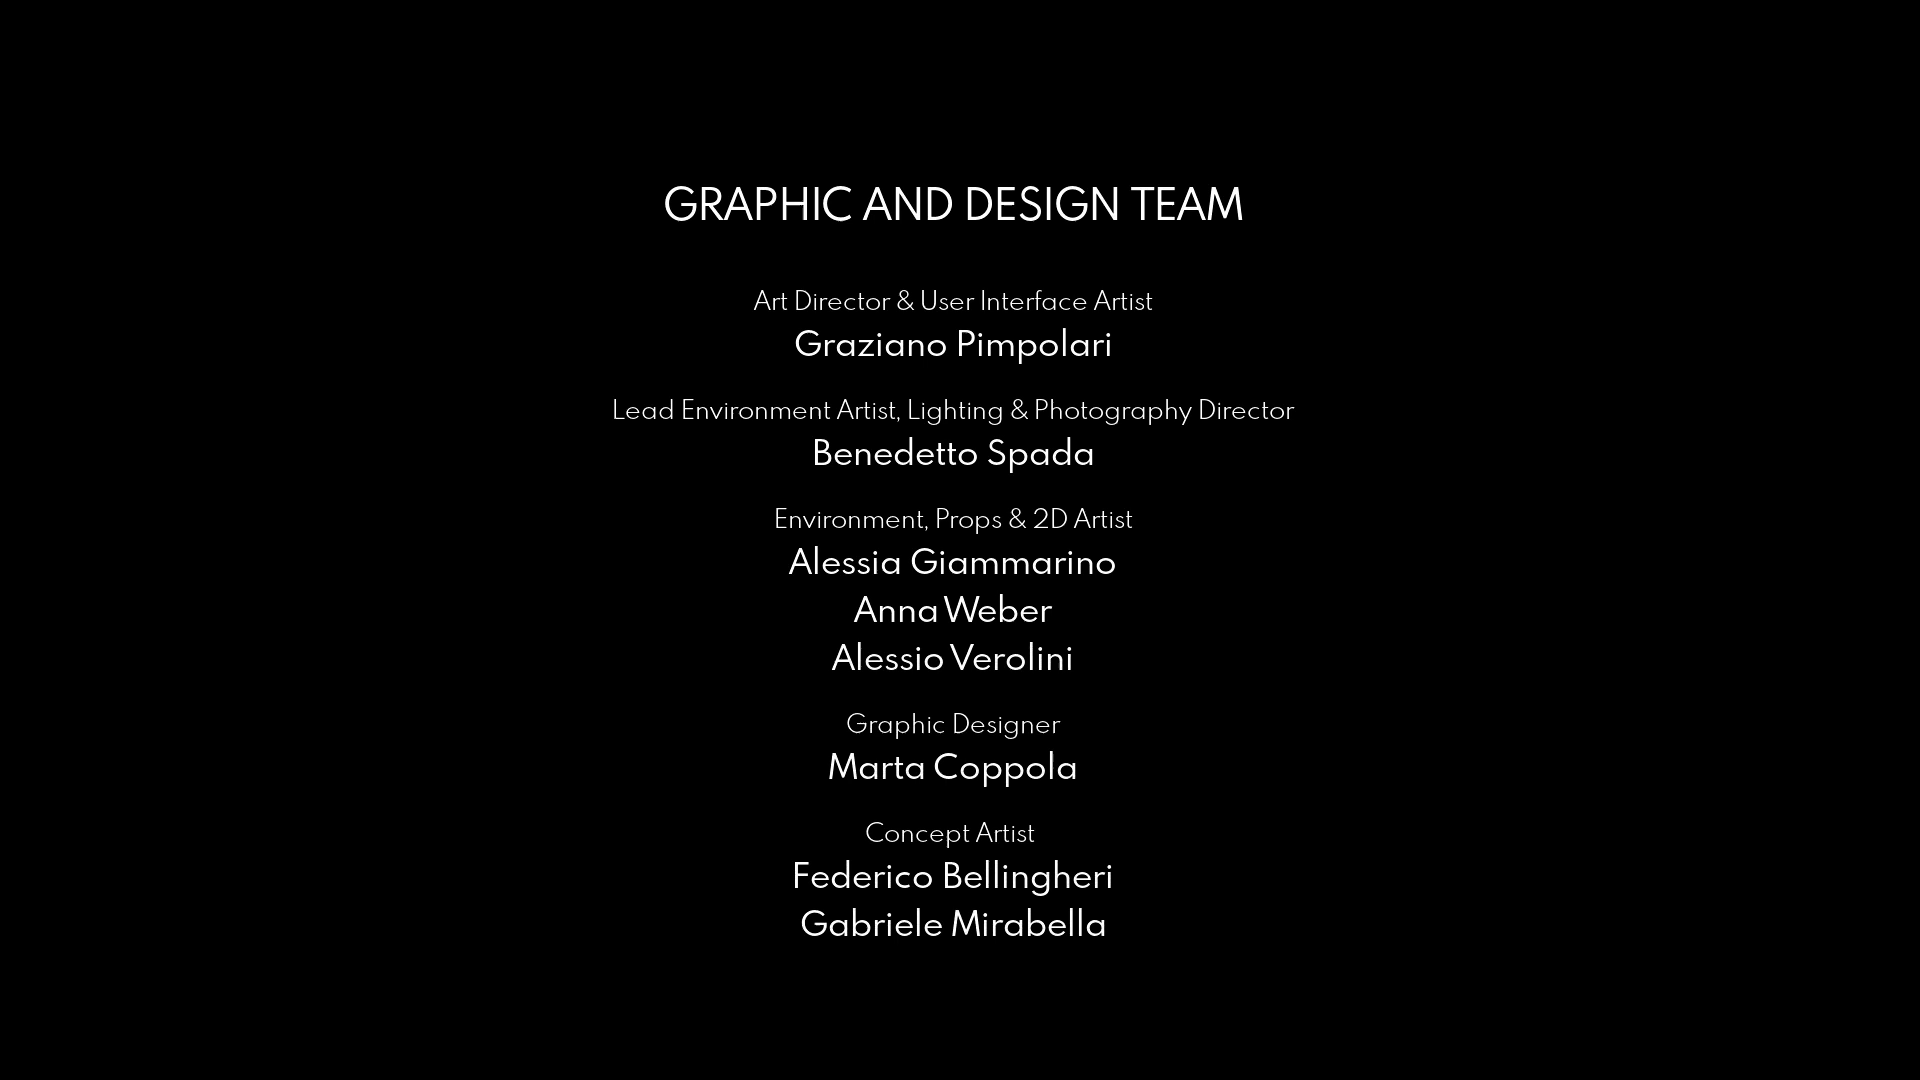 GRAPHIC AND DESIGN TEAM
Art Director & User Interface Artist
Graziano Pimpolari
Lead Environment Artist, Lighting & Photography Director
Benedetto Spada
Environment, Props & 2D Artist
Alessia Giammarino
Anna Weber
Alessio Verolini
Graphic Designer
Marta Coppola
Concept Artist
Federico Bellingheri
Gabriele Mirabella